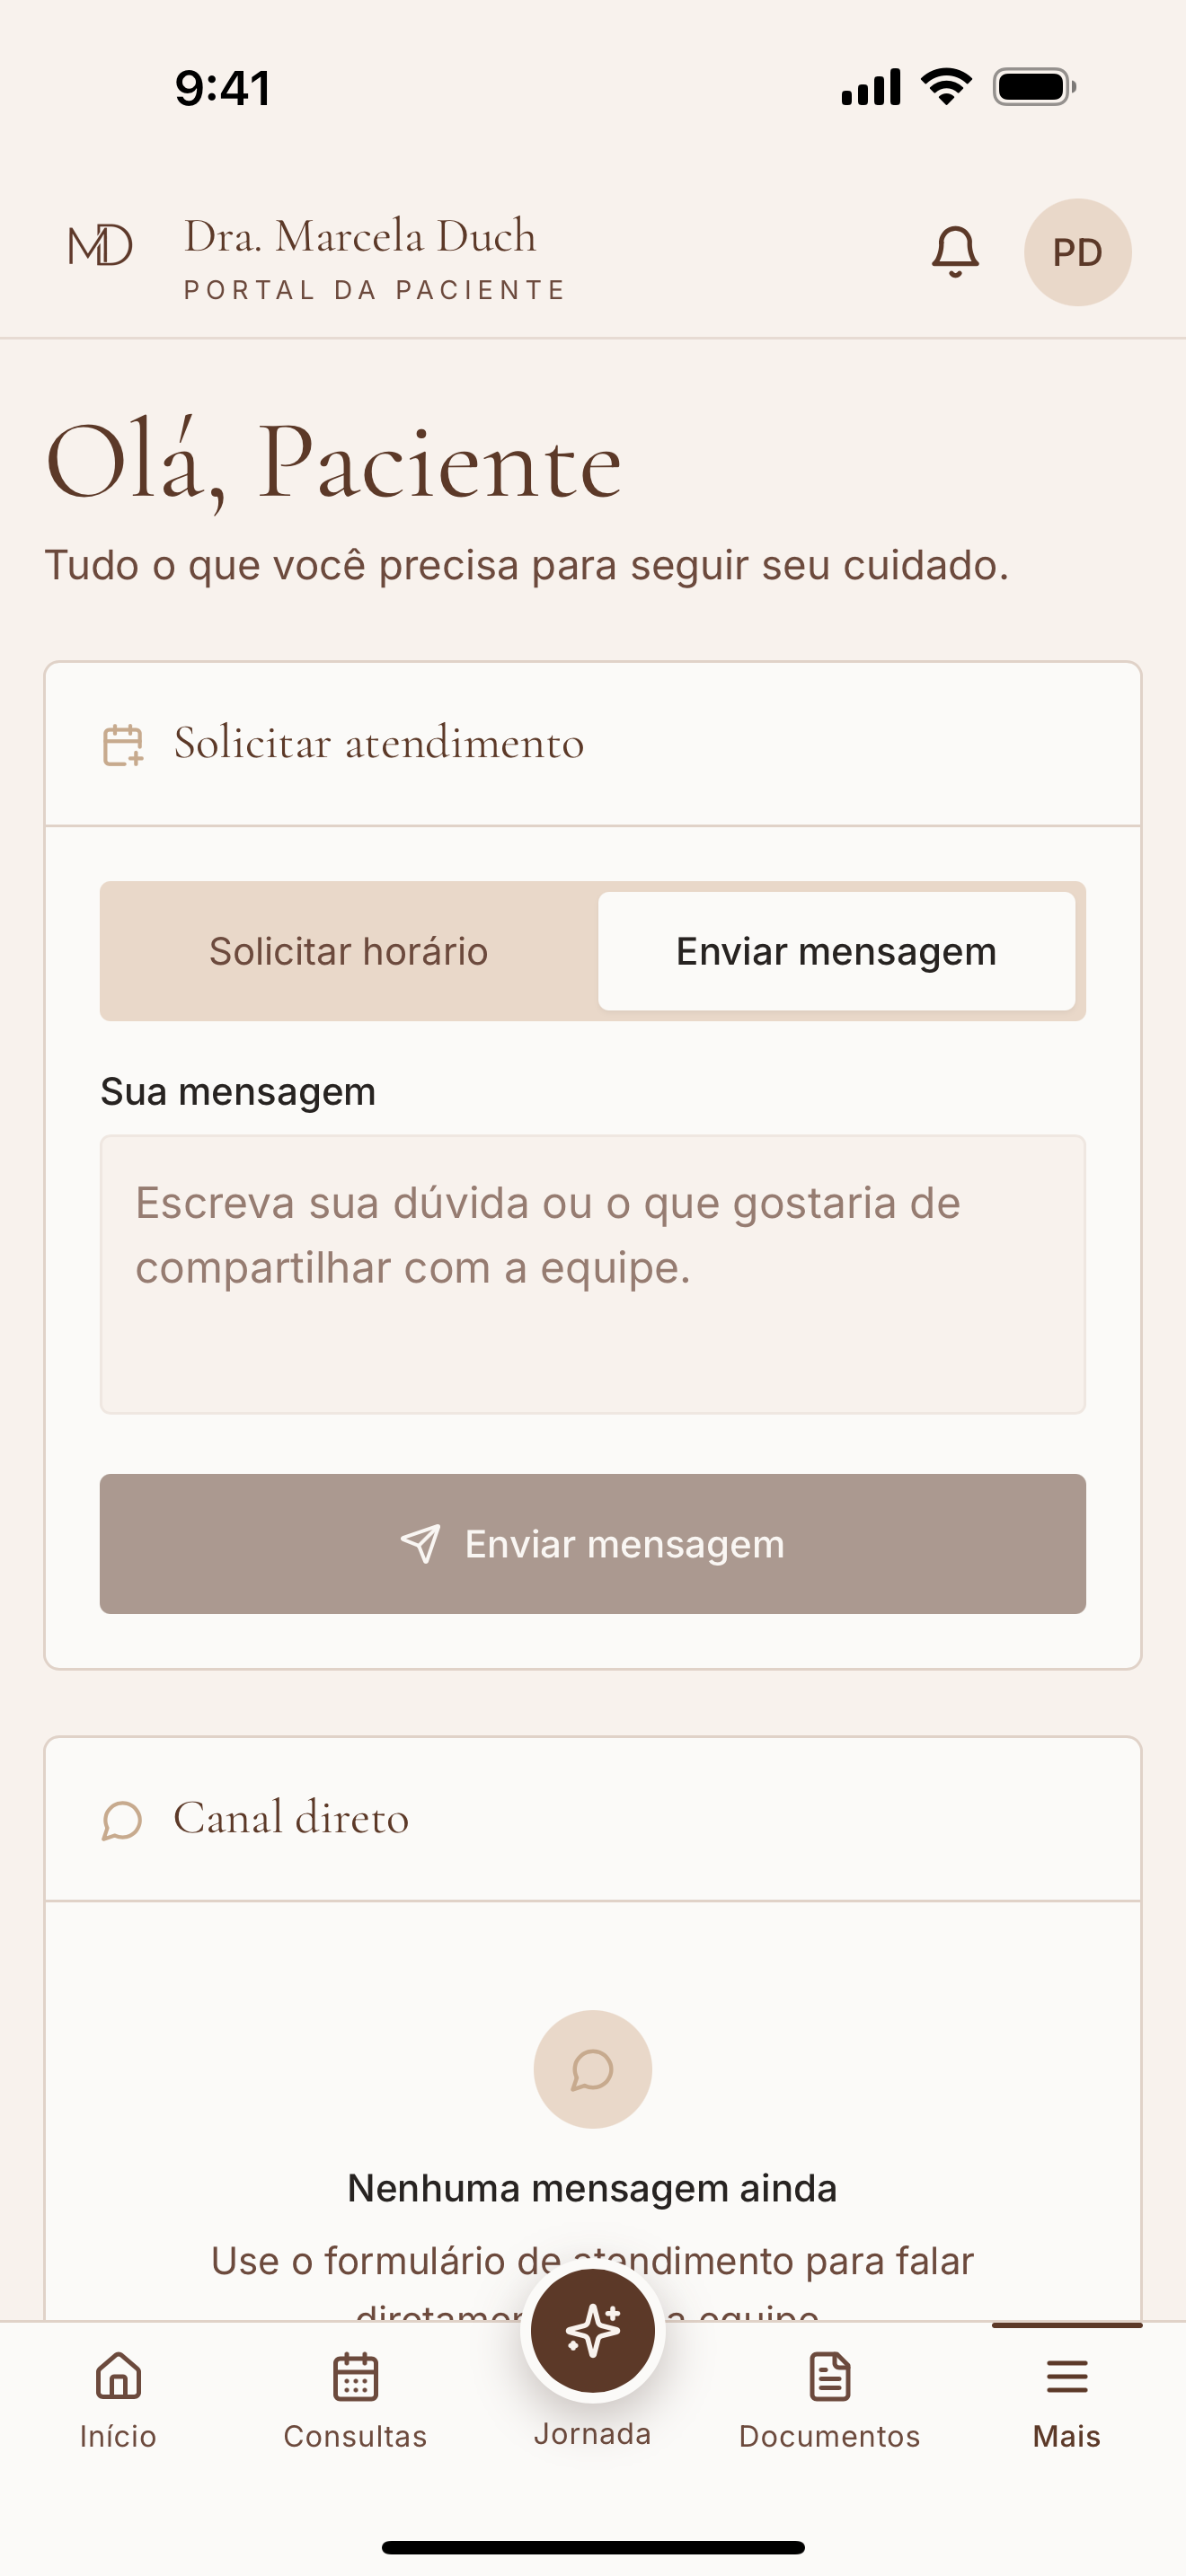 9:41
MD
Dra. Marcela Duch
PORTAL DA PACIENTE
PD
Olá, Paciente
Tudo o que você precisa para seguir seu cuidado.
Solicitar atendimento
Solicitar horário
Enviar mensagem
Sua mensagem
Escreva sua dúvida ou o que gostaria de
compartilhar com a equipe.
Enviar mensagem
Canal direto
Nenhuma mensagem ainda
Use o formulário de atendimento para falar
a equipe
Início
Consultas
Jornada
Documentos
Mais